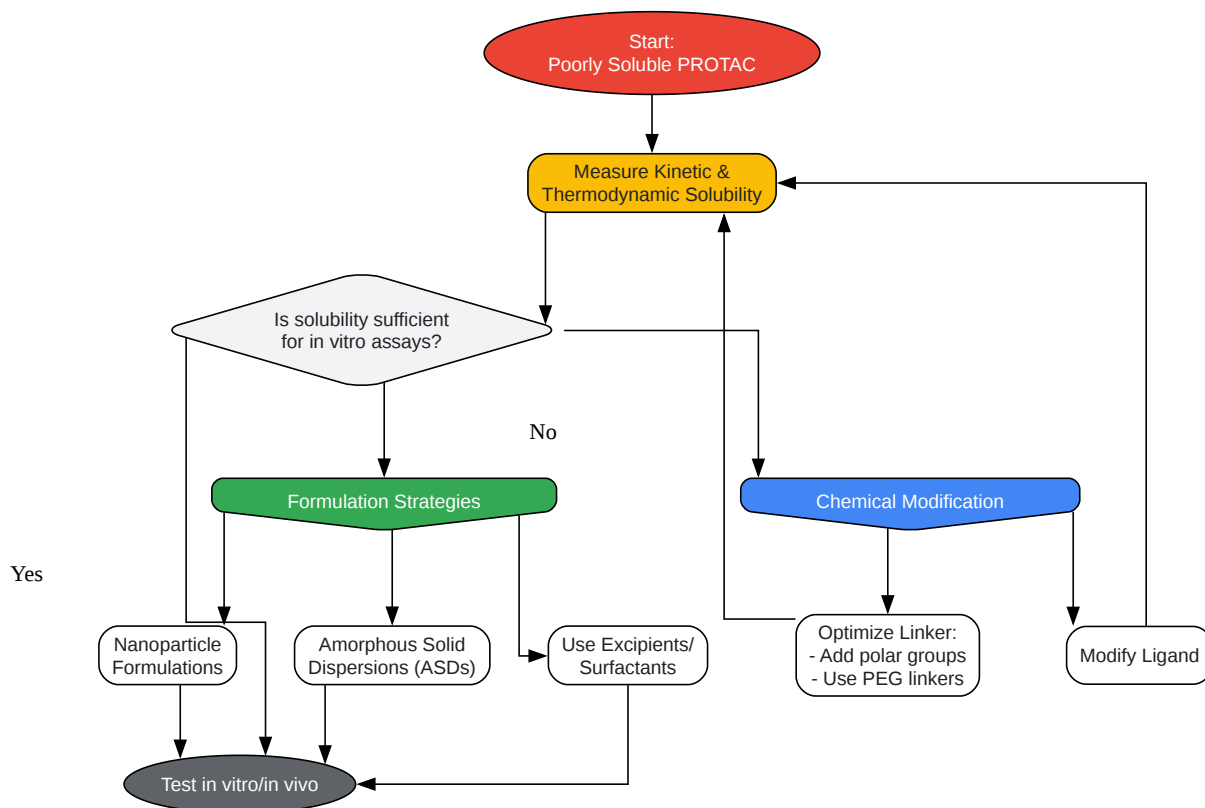 Start:
Poorly Soluble PROTAC
Measure Kinetic &
Thermodynamic Solubility
Is solubility sufficient
for in vitro assays?
No
Formulation Strategies
Chemical Modification
Yes
Nanoparticle
Formulations
Amorphous Solid
Dispersions (ASDs)
Use Excipients/
Surfactants
Optimize Linker:
- Add polar groups
- Use PEG linkers
Modify Ligand
Test in vitro/in vivo